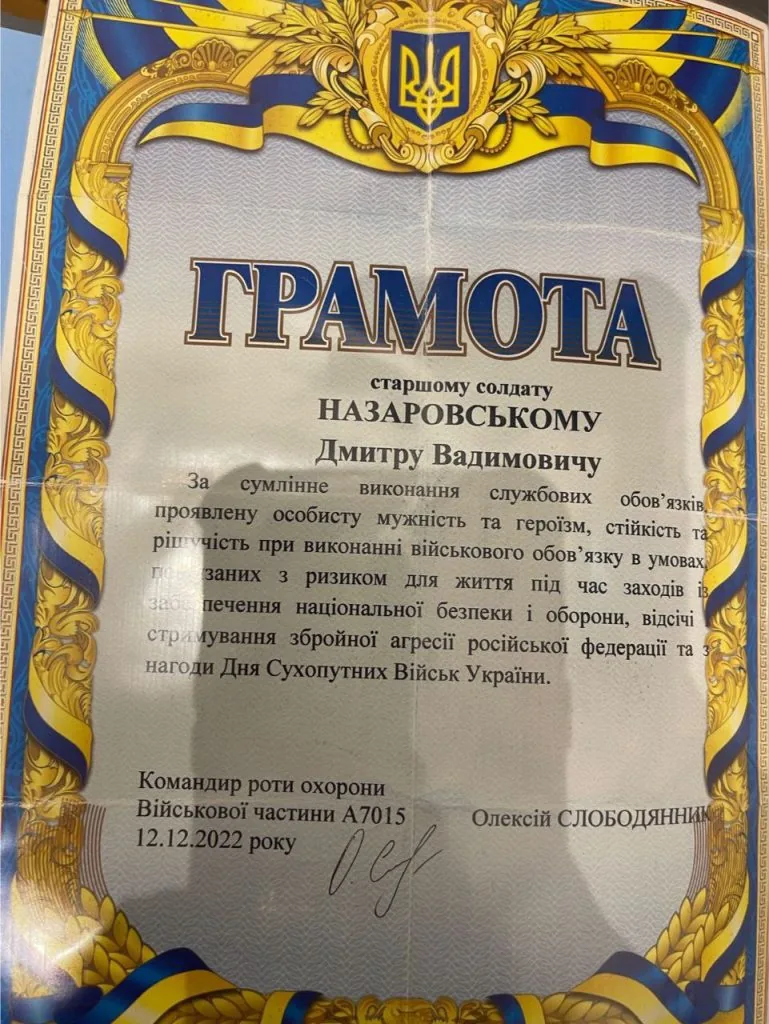 ГРАМОТА
старшому солдату
НАЗАРОВСЬКОМУ
Дмитру Вадимовичу
За сумлінне виконання службових обов’язків,
проявлену особисту мужність та героїзм, стійкість та
рішучість при виконанні військового обов’язку в умовах,
пов’язаних з ризиком для життя під час заходів із
забезпечення національної безпеки і оборони, відсічі
стримування збройної агресії російської федерації та з
нагоди Дня Сухопутних Військ України.
Командир роти охорони
Військової частини А7015
Олексій СЛОБОДЯННИК
12.12.2022 року